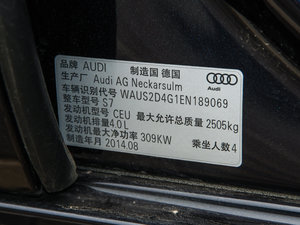 品牌 AUDI 制造国 德国
生产厂 Audi AG Neckarsulm
车辆识别代号 WAUS2D4G1EN189069
整车型号 S7
发动机型号 CEU 最大允许总质量 2505kg
发动机排量4.0L
发动机最大净功率 309KW
制造年月 2014.08 乘坐人数 4
Audi